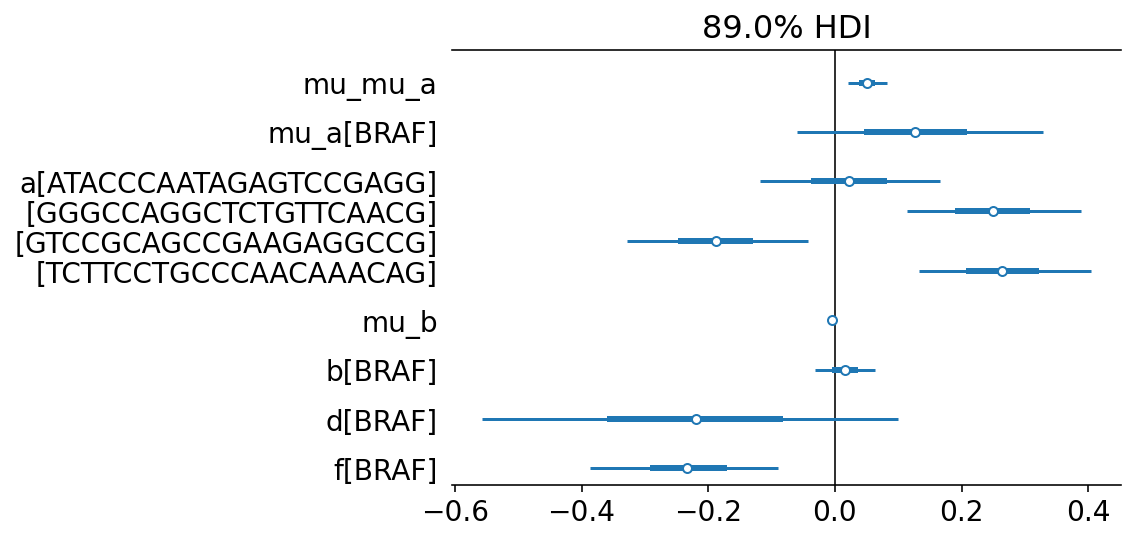 89.0% HDI
mu_mu_a
mu_a[BRAF]
a[ATACCCAATAGAGTCCGAGG]
[GGGCCAGGCTCTGTTCAACG]
[GTCCGCAGCCGAAGAGGCCG]
[TCTTCCTGCCCAACAAACAG]
mu_b
b[BRAF]
d[BRAF]
f[BRAF]
−0.6 −0.4 −0.2 0.0 0.2 0.4